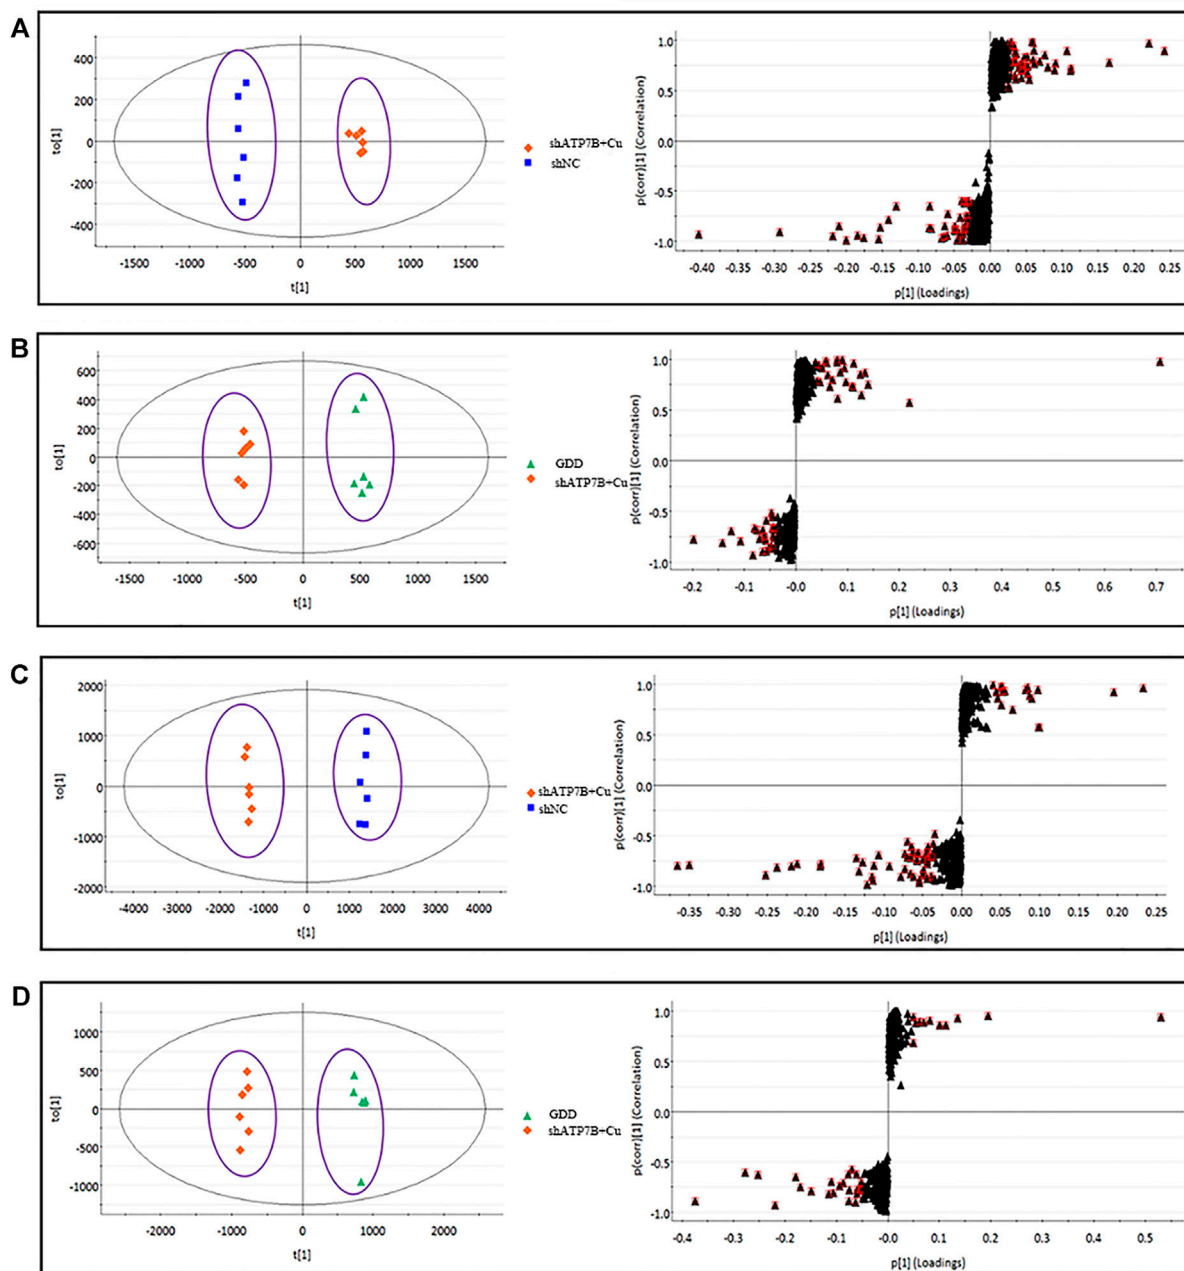 A
400
200
0
-200
-400
to[1]
-1500 -1000 -500 0 500 1000 1500
t[1]
shATP7B+Cu
shNC
1.0
0.5
0.0
-0.5
-1.0
p(corr)[1] (Correlation)
-0.40 -0.35 -0.30 -0.25 -0.20 -0.15 -0.10 -0.05 0.00 0.05 0.10 0.15 0.20 0.25
p[1] (Loadings)
B
600
400
200
0
-200
-400
-600
to[1]
-1500 -1000 -500 0 500 1000 1500
t[1]
GDD
shATP7B+Cu
1.0
0.5
0.0
-0.5
-1.0
p(corr)[1] (Correlation)
-0.2 -0.1 -0.0 0.1 0.2 0.3 0.4 0.5 0.6 0.7
p[1] (Loadings)
C
2000
1000
0
-1000
-2000
to[1]
-4000 -3000 -2000 -1000 0 1000 2000 3000 4000
t[1]
shATP7B+Cu
shNC
1.0
0.5
0.0
-0.5
-1.0
p(corr)[1] (Correlation)
-0.35 -0.30 -0.25 -0.20 -0.15 -0.10 -0.05 0.00 0.05 0.10 0.15 0.20 0.25
p[1] (Loadings)
D
1000
500
0
-500
-1000
to[1]
-2000 -1000 0 1000 2000
t[1]
GDD
shATP7B+Cu
1.0
0.5
0.0
-0.5
-1.0
p(corr)[1] (Correlation)
-0.4 -0.3 -0.2 -0.1 -0.0 0.1 0.2 0.3 0.4 0.5
p[1] (Loadings)